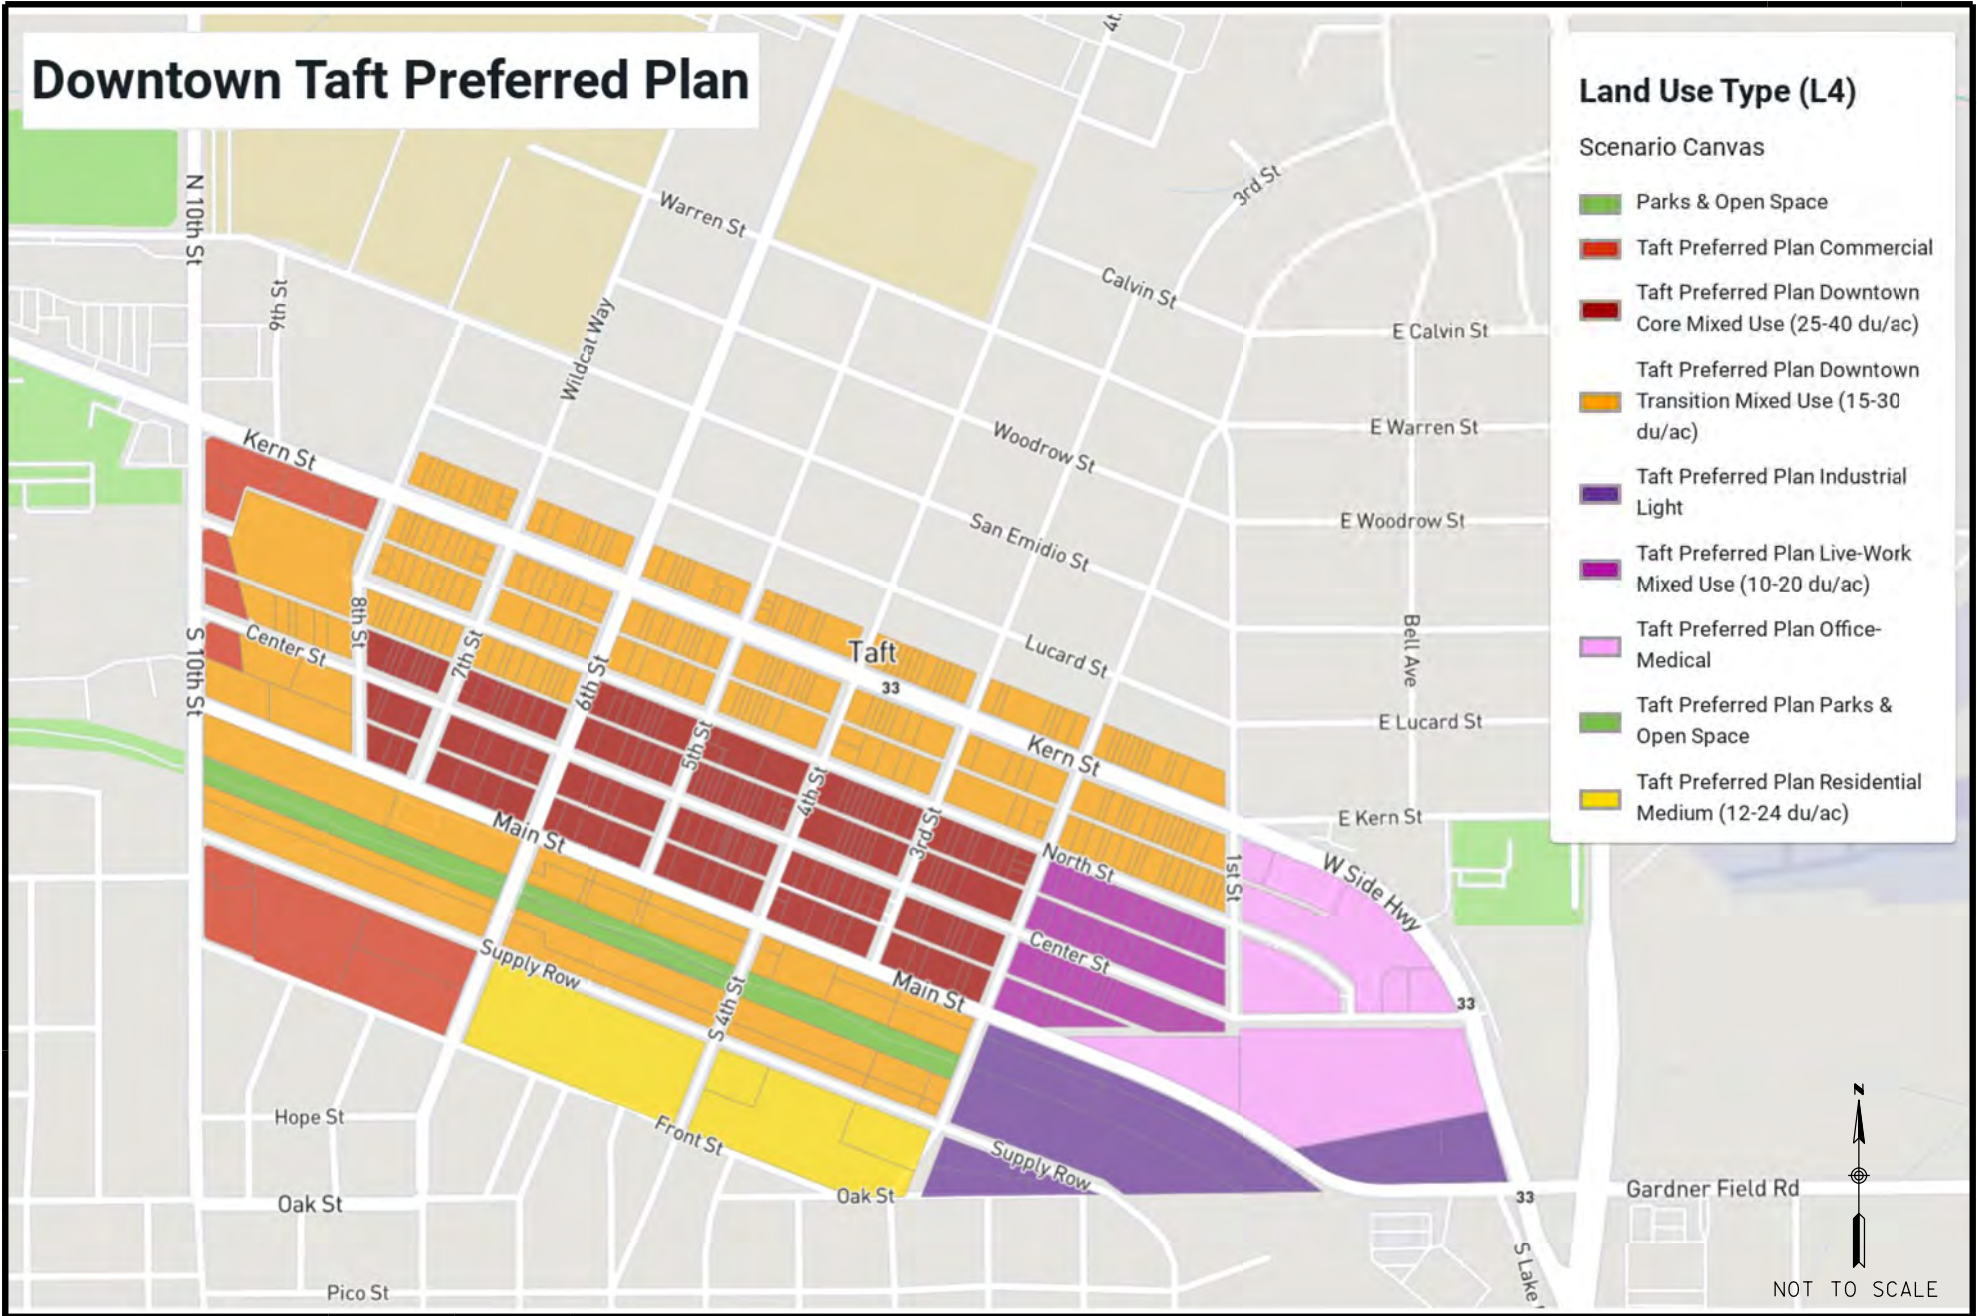 Downtown Taft Preferred Plan
Land Use Type (L4)
Scenario Canvas
Parks & Open Space
Taft Preferred Plan Commercial
Taft Preferred Plan Downtown
Core Mixed Use (25-40 du/ac)
Taft Preferred Plan Downtown
Transition Mixed Use (15-30
du/ac)
Taft Preferred Plan Industrial
Light
Taft Preferred Plan Live-Work
Mixed Use (10-20 du/ac)
Taft Preferred Plan Office-
Medical
Taft Preferred Plan Parks &
Open Space
Taft Preferred Plan Residential
Medium (12-24 du/ac)
N 10th St
9th St
Warren St
Wildcat Way
3rd St
Calvin St
E Calvin St
Woodrow St
E Warren St
San Emidio St
E Woodrow St
Kern St
Lucard St
Bell Ave
E Lucard St
Taft
33
8th St
7th St
6th St
Center St
S 10th St
5th St
4th St
3rd St
Kern St
E Kern St
Main St
North St
1st St
W Side Hwy
Supply Row
Center St
Main St
S 4th St
33
Hope St
Front St
Supply Row
Oak St
Oak St
33
Gardner Field Rd
S Lake
Pico St
N
NOT TO SCALE